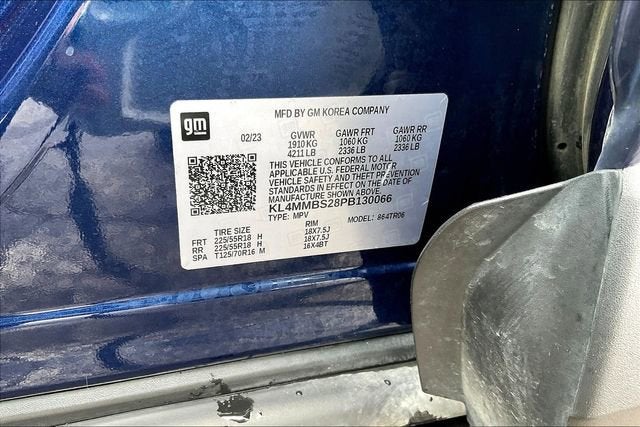 MFD BY GM KOREA COMPANY
gm
02/23 GVWR GAWR FRT GAWR RR
1910 KG 1060 KG 1060 KG
4211 LB 2336 LB 2336 LB
THIS VEHICLE CONFORMS TO ALL
APPLICABLE U.S. FEDERAL MOTOR
VEHICLE SAFETY AND THEFT PREVENTION
STANDARDS IN EFFECT ON THE DATE OF
MANUFACTURE SHOWN ABOVE.
KL4MMBS28PB130066
TYPE: MPV MODEL: 864TR06
TIRE SIZE RIM
FRT 225/55R18 H 18X7.5J
RR 225/55R18 H 18X7.5J
SPA T125/70R16 M 16X4BT